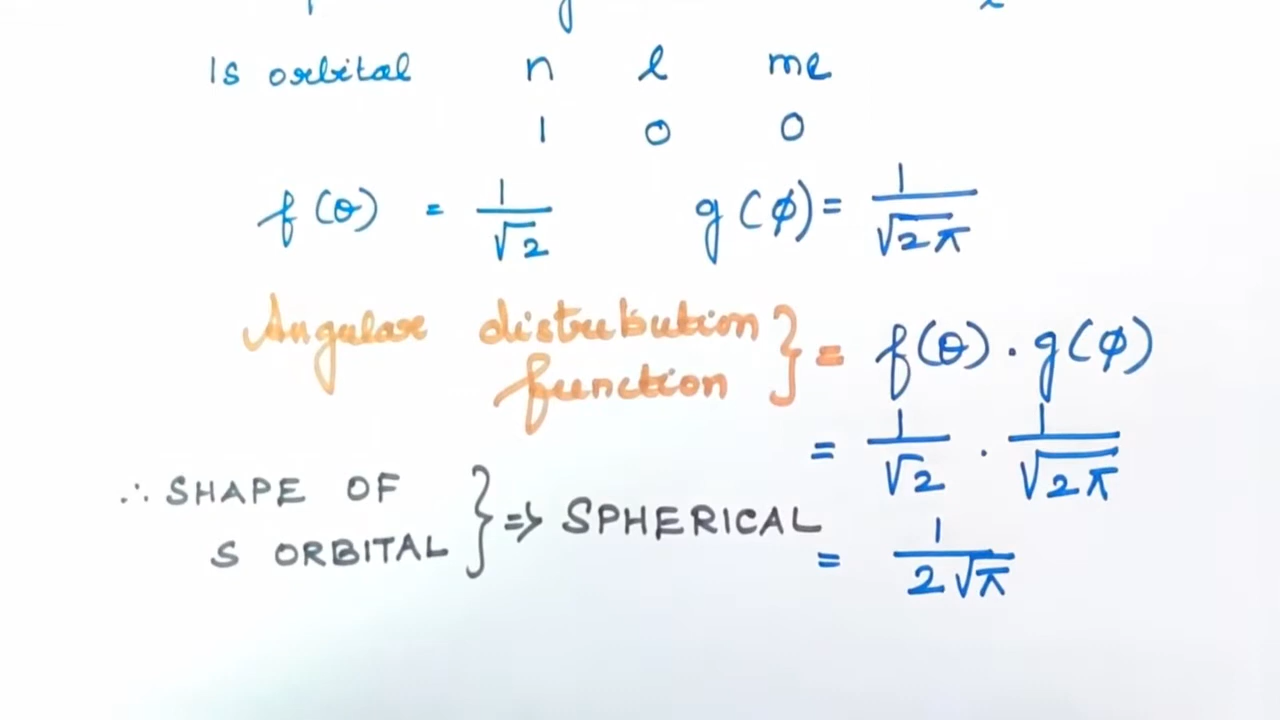 1s orbital n l ml
1 0 0
f(θ) = 1/√2 g(ϕ) = 1/√2π
Angular distribution function } = f(θ) · g(ϕ)
= 1/√2 · 1/√2π
∴ SHAPE OF S ORBITAL } ⇒ SPHERICAL
= 1/2√π